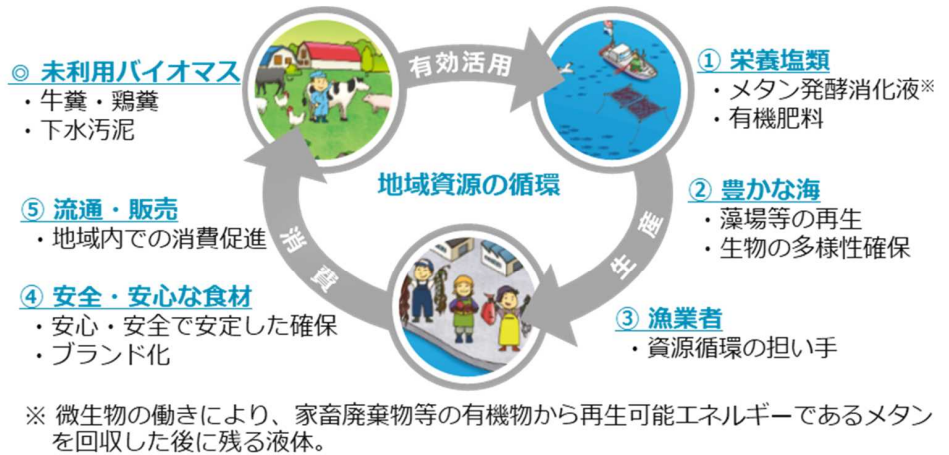 ◎ 未利用バイオマス
・牛糞・鶏糞
・下水汚泥
有効活用
① 栄養塩類
・メタン発酵消化液※
・有機肥料
地域資源の循環
② 豊かな海
・藻場等の再生
・生物の多様性確保
生産
③ 漁業者
・資源循環の担い手
④ 安全・安心な食材
・安心・安全で安定した確保
・ブランド化
⑤ 流通・販売
・地域内での消費促進
消費
※ 微生物の働きにより、家畜廃棄物等の有機物から再生可能エネルギーであるメタン
を回収した後に残る液体。